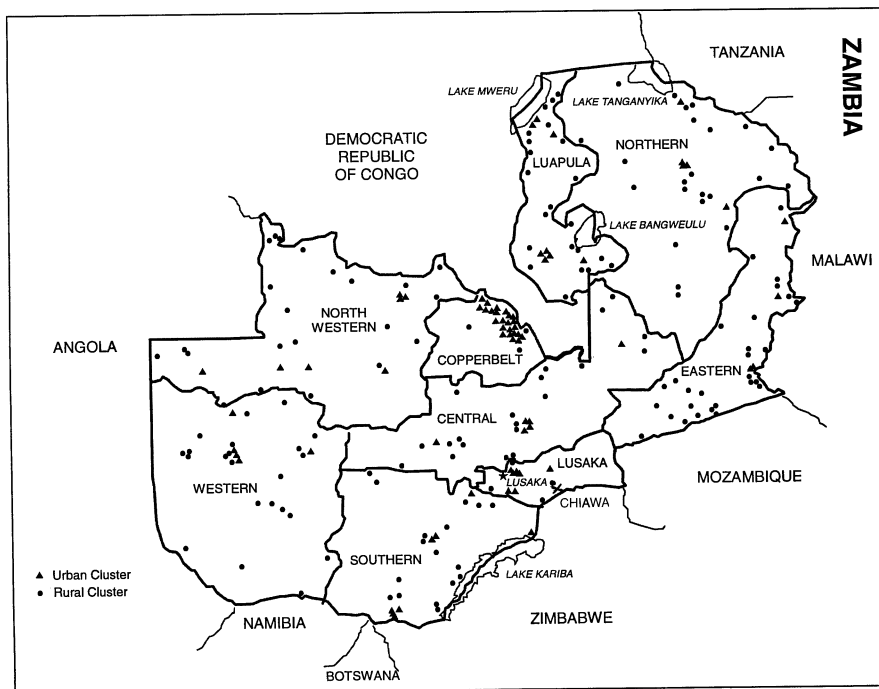 TANZANIA
ZAMBIA
LAKE MWERU
LAKE TANGANYIKA
DEMOCRATIC
REPUBLIC
OF CONGO
NORTHERN
LUAPULA
LAKE BANGWEULU
MALAWI
NORTH
WESTERN
ANGOLA
COPPERBELT
EASTERN
CENTRAL
LUSAKA
LUSAKA
MOZAMBIQUE
WESTERN
CHIAWA
SOUTHERN
LAKE KARIBA
Urban Cluster
Rural Cluster
NAMIBIA
ZIMBABWE
BOTSWANA